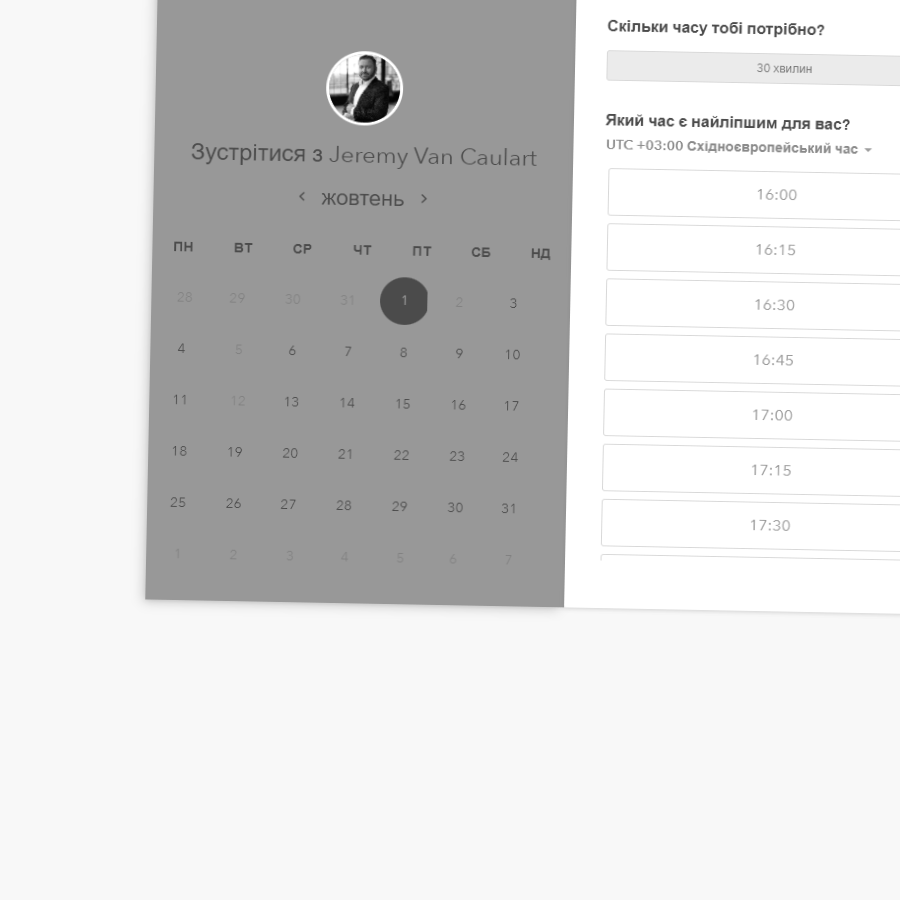 Зустрітися з Jeremy Van Caulart
жовтень
ПН ВТ СР ЧТ ПТ СБ НД
28 29 30 31 1 2 3
4 5 6 7 8 9 10
11 12 13 14 15 16 17
18 19 20 21 22 23 24
25 26 27 28 29 30 31
1 2 3 4 5 6 7
Скільки часу тобі потрібно?
30 хвилин
Який час є найліпшим для вас?
UTC +03:00 Східноєвропейський час
16:00
16:15
16:30
16:45
17:00
17:15
17:30